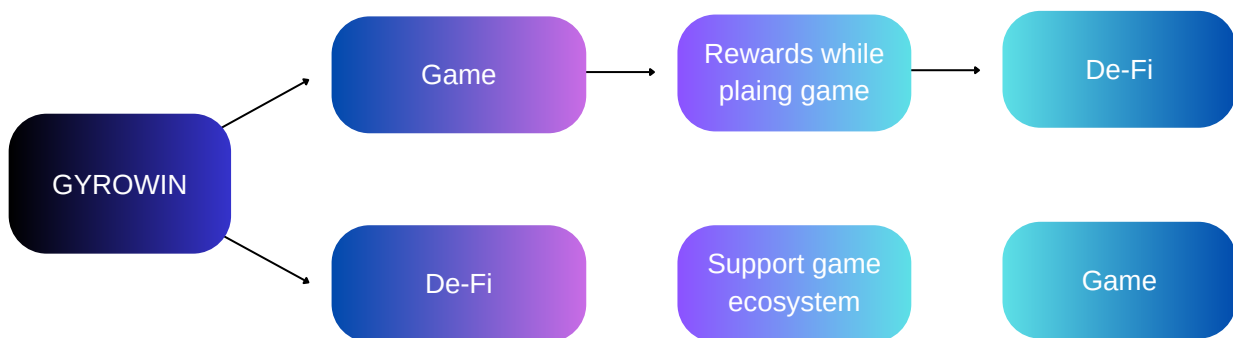 GYROWIN
Game
Rewards while
plaing game
De-Fi
De-Fi
Support game
ecosystem
Game